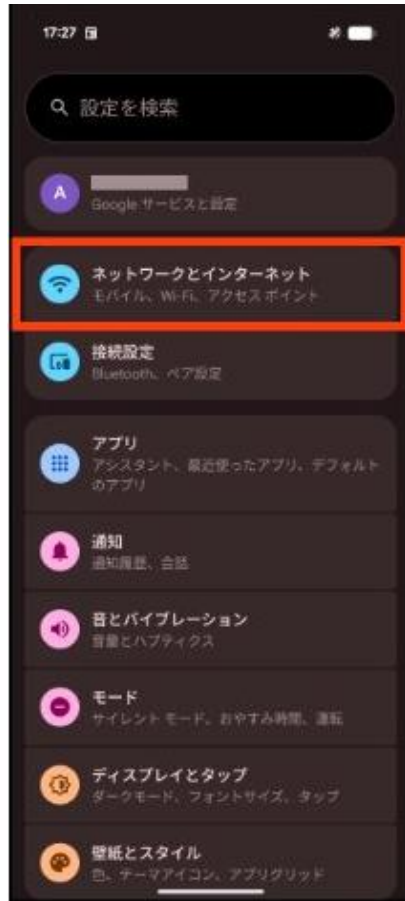 17:27
設定を検索
A
Google サービスと設定
ネットワークとインターネット
モバイル、Wi-Fi、アクセス ポイント
接続設定
Bluetooth、ペア設定
アプリ
アシスタント、最近使ったアプリ、デフォルト
のアプリ
通知
通知履歴、会話
音とバイブレーション
音量とハプティクス
モード
サイレント モード、おやすみ時間、運転
ディスプレイとタップ
ダークモード、フォントサイズ、タップ
壁紙とスタイル
色、テーマアイコン、アプリグリッド